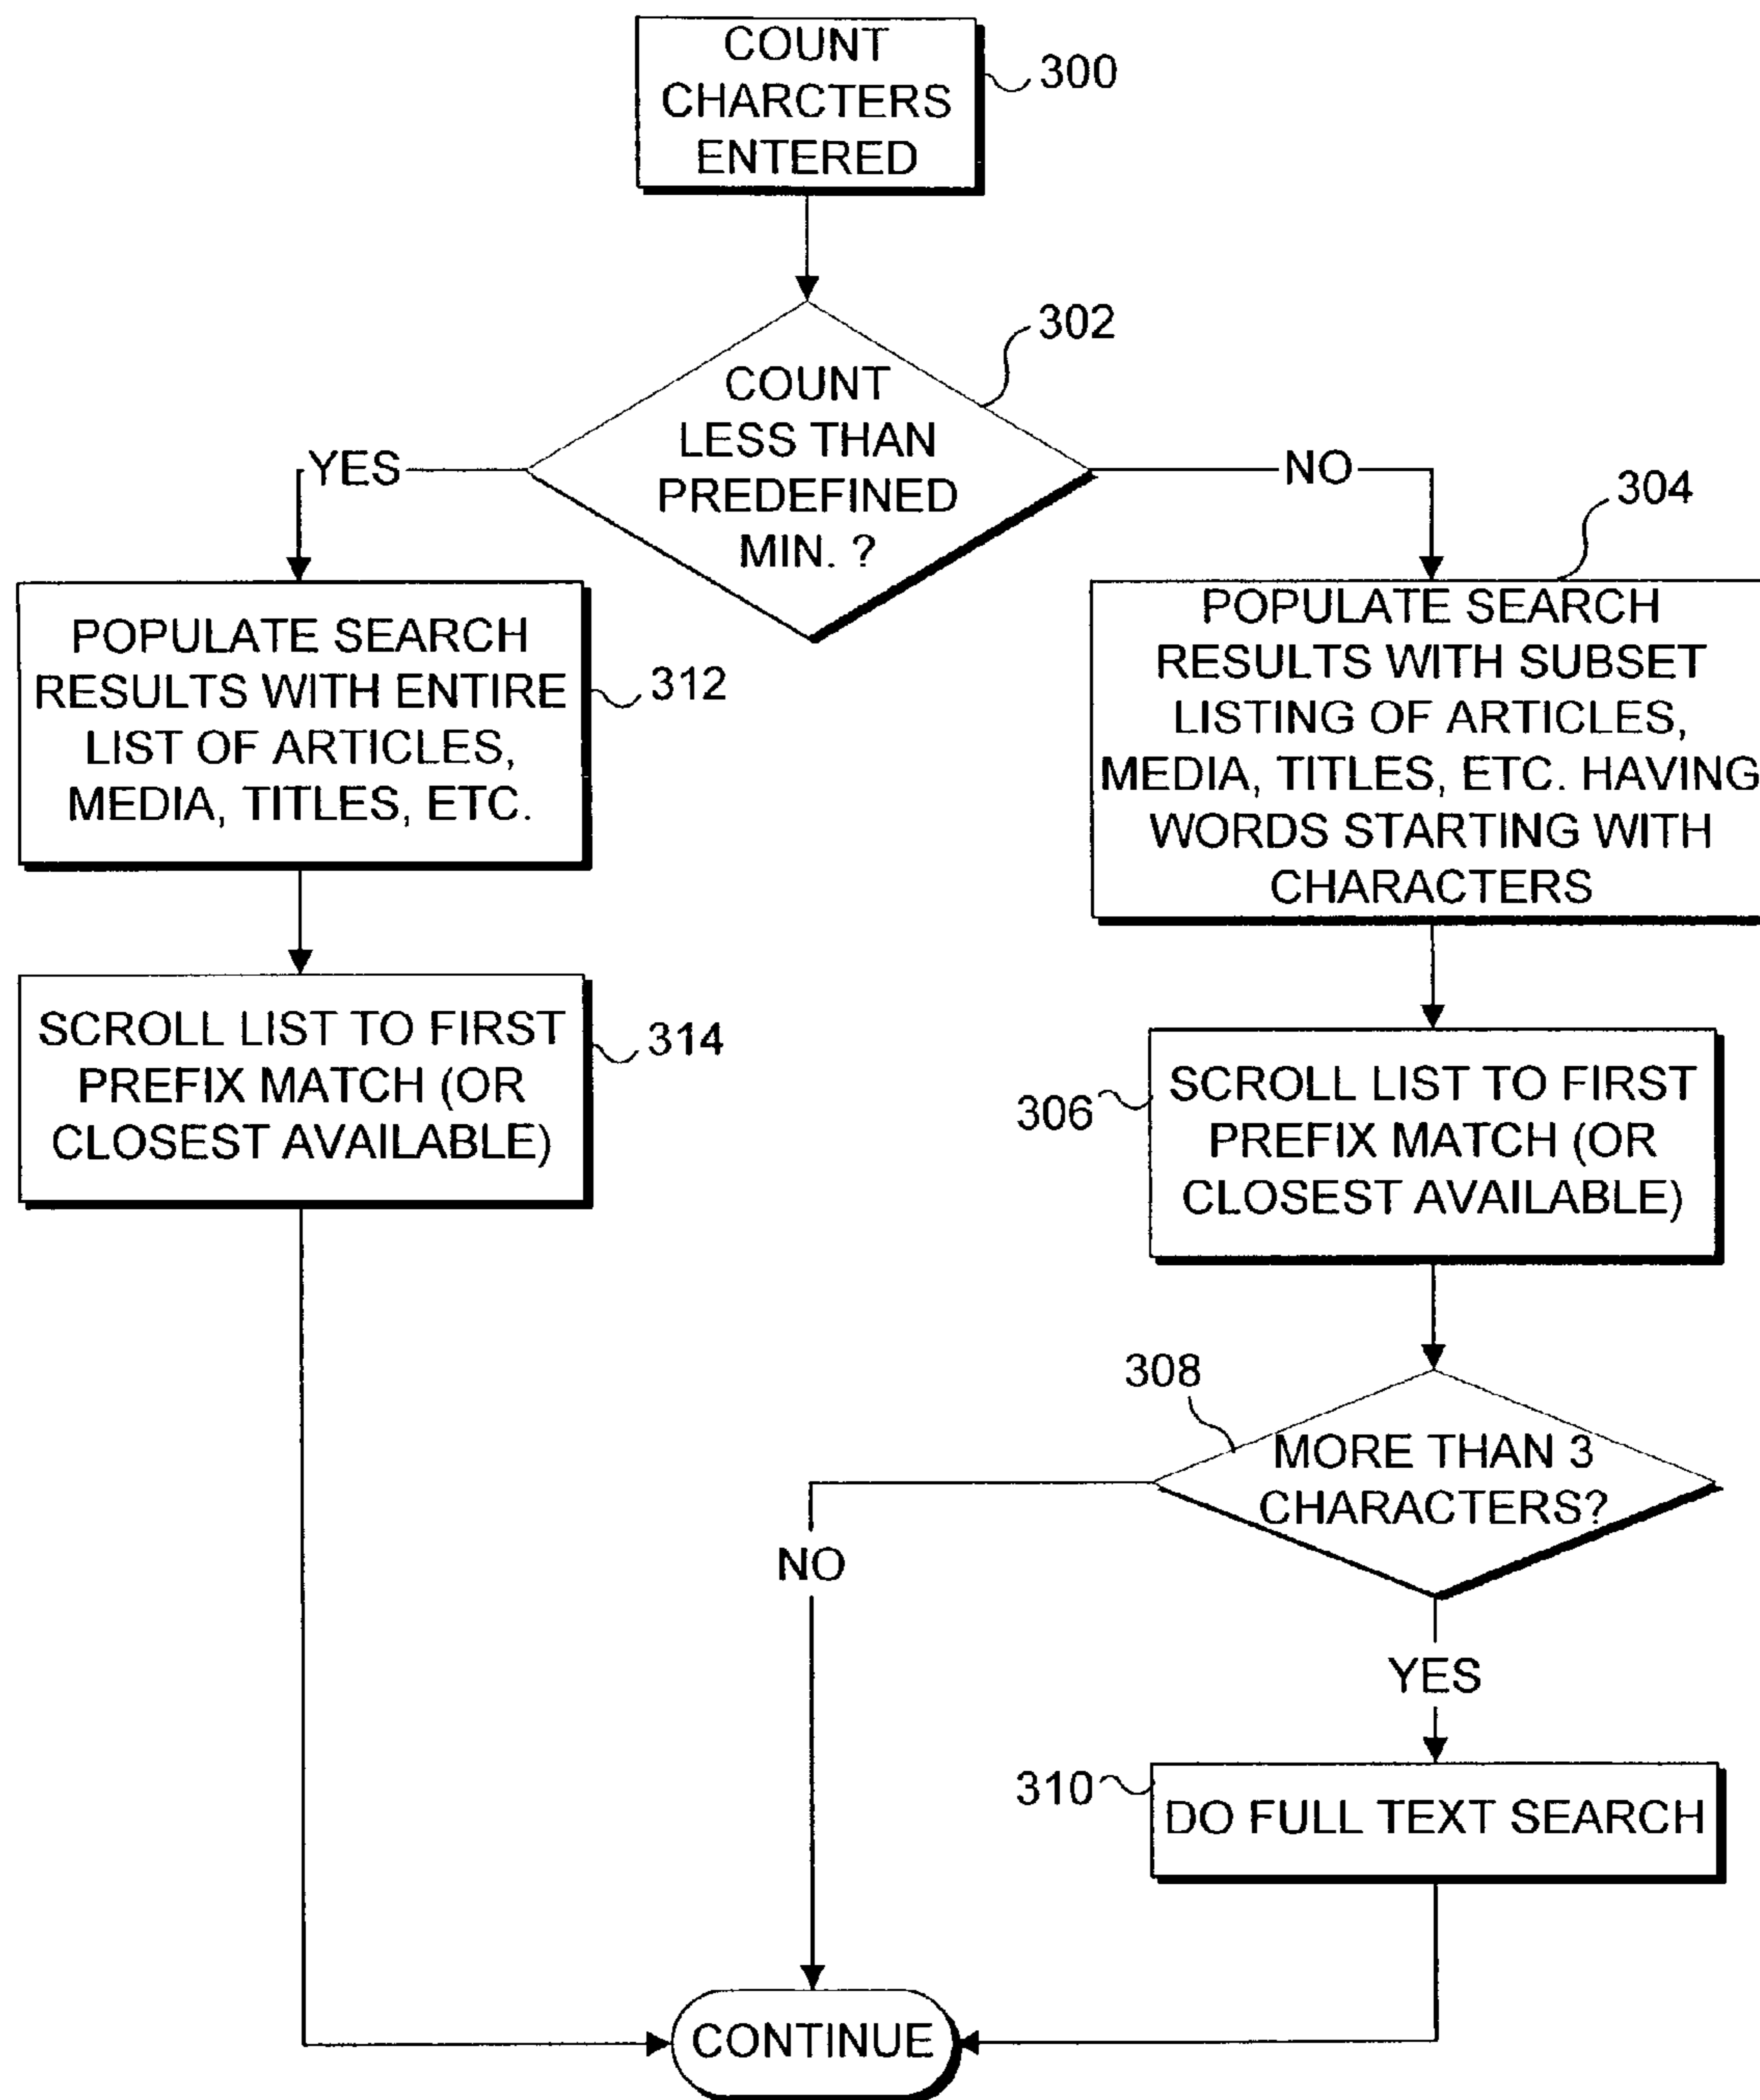 COUNT
CHARCTERS
ENTERED
300
302
COUNT
LESS THAN
PREDEFINED
MIN. ?
YES
NO
304
POPULATE SEARCH
RESULTS WITH ENTIRE
LIST OF ARTICLES,
MEDIA, TITLES, ETC.
312
POPULATE SEARCH
RESULTS WITH SUBSET
LISTING OF ARTICLES,
MEDIA, TITLES, ETC. HAVING
WORDS STARTING WITH
CHARACTERS
SCROLL LIST TO FIRST
PREFIX MATCH (OR
CLOSEST AVAILABLE)
314
306
SCROLL LIST TO FIRST
PREFIX MATCH (OR
CLOSEST AVAILABLE)
308
MORE THAN 3
CHARACTERS?
NO
YES
310
DO FULL TEXT SEARCH
CONTINUE